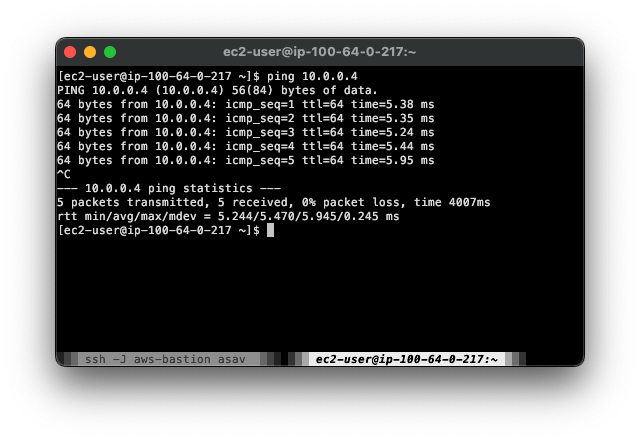 ec2-user@ip-100-64-0-217:~
[ec2-user@ip-100-64-0-217 ~]$ ping 10.0.0.4
PING 10.0.0.4 (10.0.0.4) 56(84) bytes of data.
64 bytes from 10.0.0.4: icmp_seq=1 ttl=64 time=5.38 ms
64 bytes from 10.0.0.4: icmp_seq=2 ttl=64 time=5.35 ms
64 bytes from 10.0.0.4: icmp_seq=3 ttl=64 time=5.24 ms
64 bytes from 10.0.0.4: icmp_seq=4 ttl=64 time=5.44 ms
64 bytes from 10.0.0.4: icmp_seq=5 ttl=64 time=5.95 ms
^C
--- 10.0.0.4 ping statistics ---
5 packets transmitted, 5 received, 0% packet loss, time 4007ms
rtt min/avg/max/mdev = 5.244/5.470/5.945/0.245 ms
[ec2-user@ip-100-64-0-217 ~]$
ssh -J aws-bastion asav ec2-user@ip-100-64-0-217:~